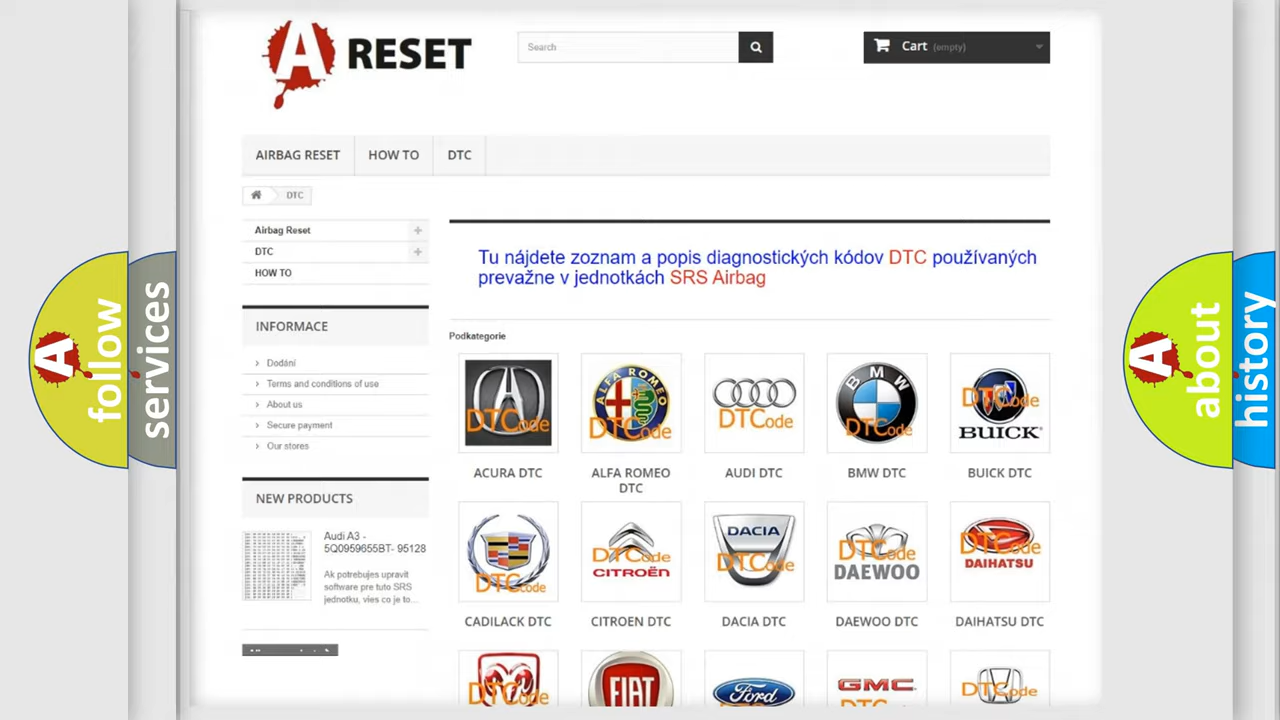 A RESET
Search
Cart (empty)
AIRBAG RESET
HOW TO
DTC
DTC
Airbag Reset
DTC
HOW TO
INFORMACE
Dodání
Terms and conditions of use
About us
Secure payment
Our stores
NEW PRODUCTS
Audi A3 -
5Q0959655BT- 95128
Ak potrebujes upravit
software pre tuto SRS
jednotku, vies co je to...
Tu nájdete zoznam a popis diagnostických kódov DTC používaných
prevažne v jednotkách SRS Airbag
Podkategorie
DTCode
ALFA ROMEO
DTCode
DTCode
BMW
DTCode
DTCode
BUICK
ACURA DTC
ALFA ROMEO
DTC
AUDI DTC
BMW DTC
BUICK DTC
DTCode
DTCode
CITROËN
DACIA
DTCode
DTCode
DAEWOO
DTCode
DAIHATSU
CADILACK DTC
CITROEN DTC
DACIA DTC
DAEWOO DTC
DAIHATSU DTC
DTCode
FIAT
Ford
GMC
DTCode
A follow
services
A about
history